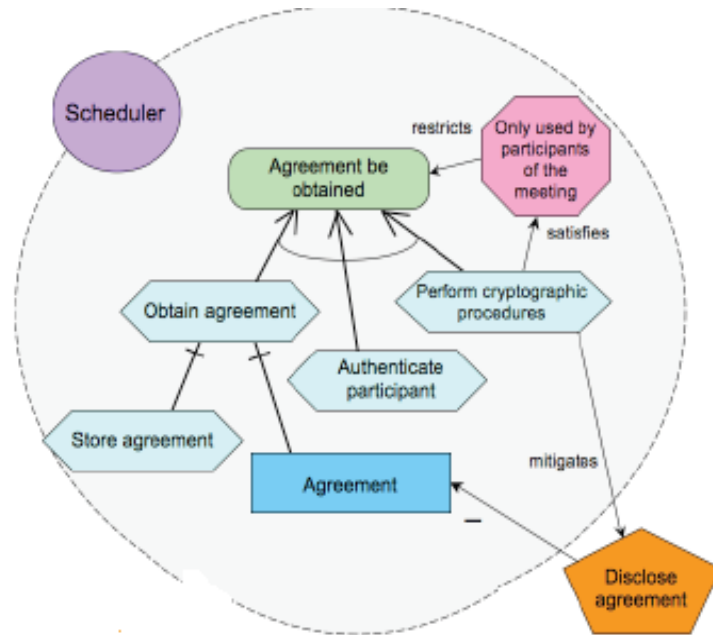 Scheduler
restricts
Only used by
participants
of the
meeting
Agreement be
obtained
satisfies
Obtain agreement
Perform cryptographic
procedures
Authenticate
participant
Store agreement
Agreement
mitigates
–
Disclose
agreement